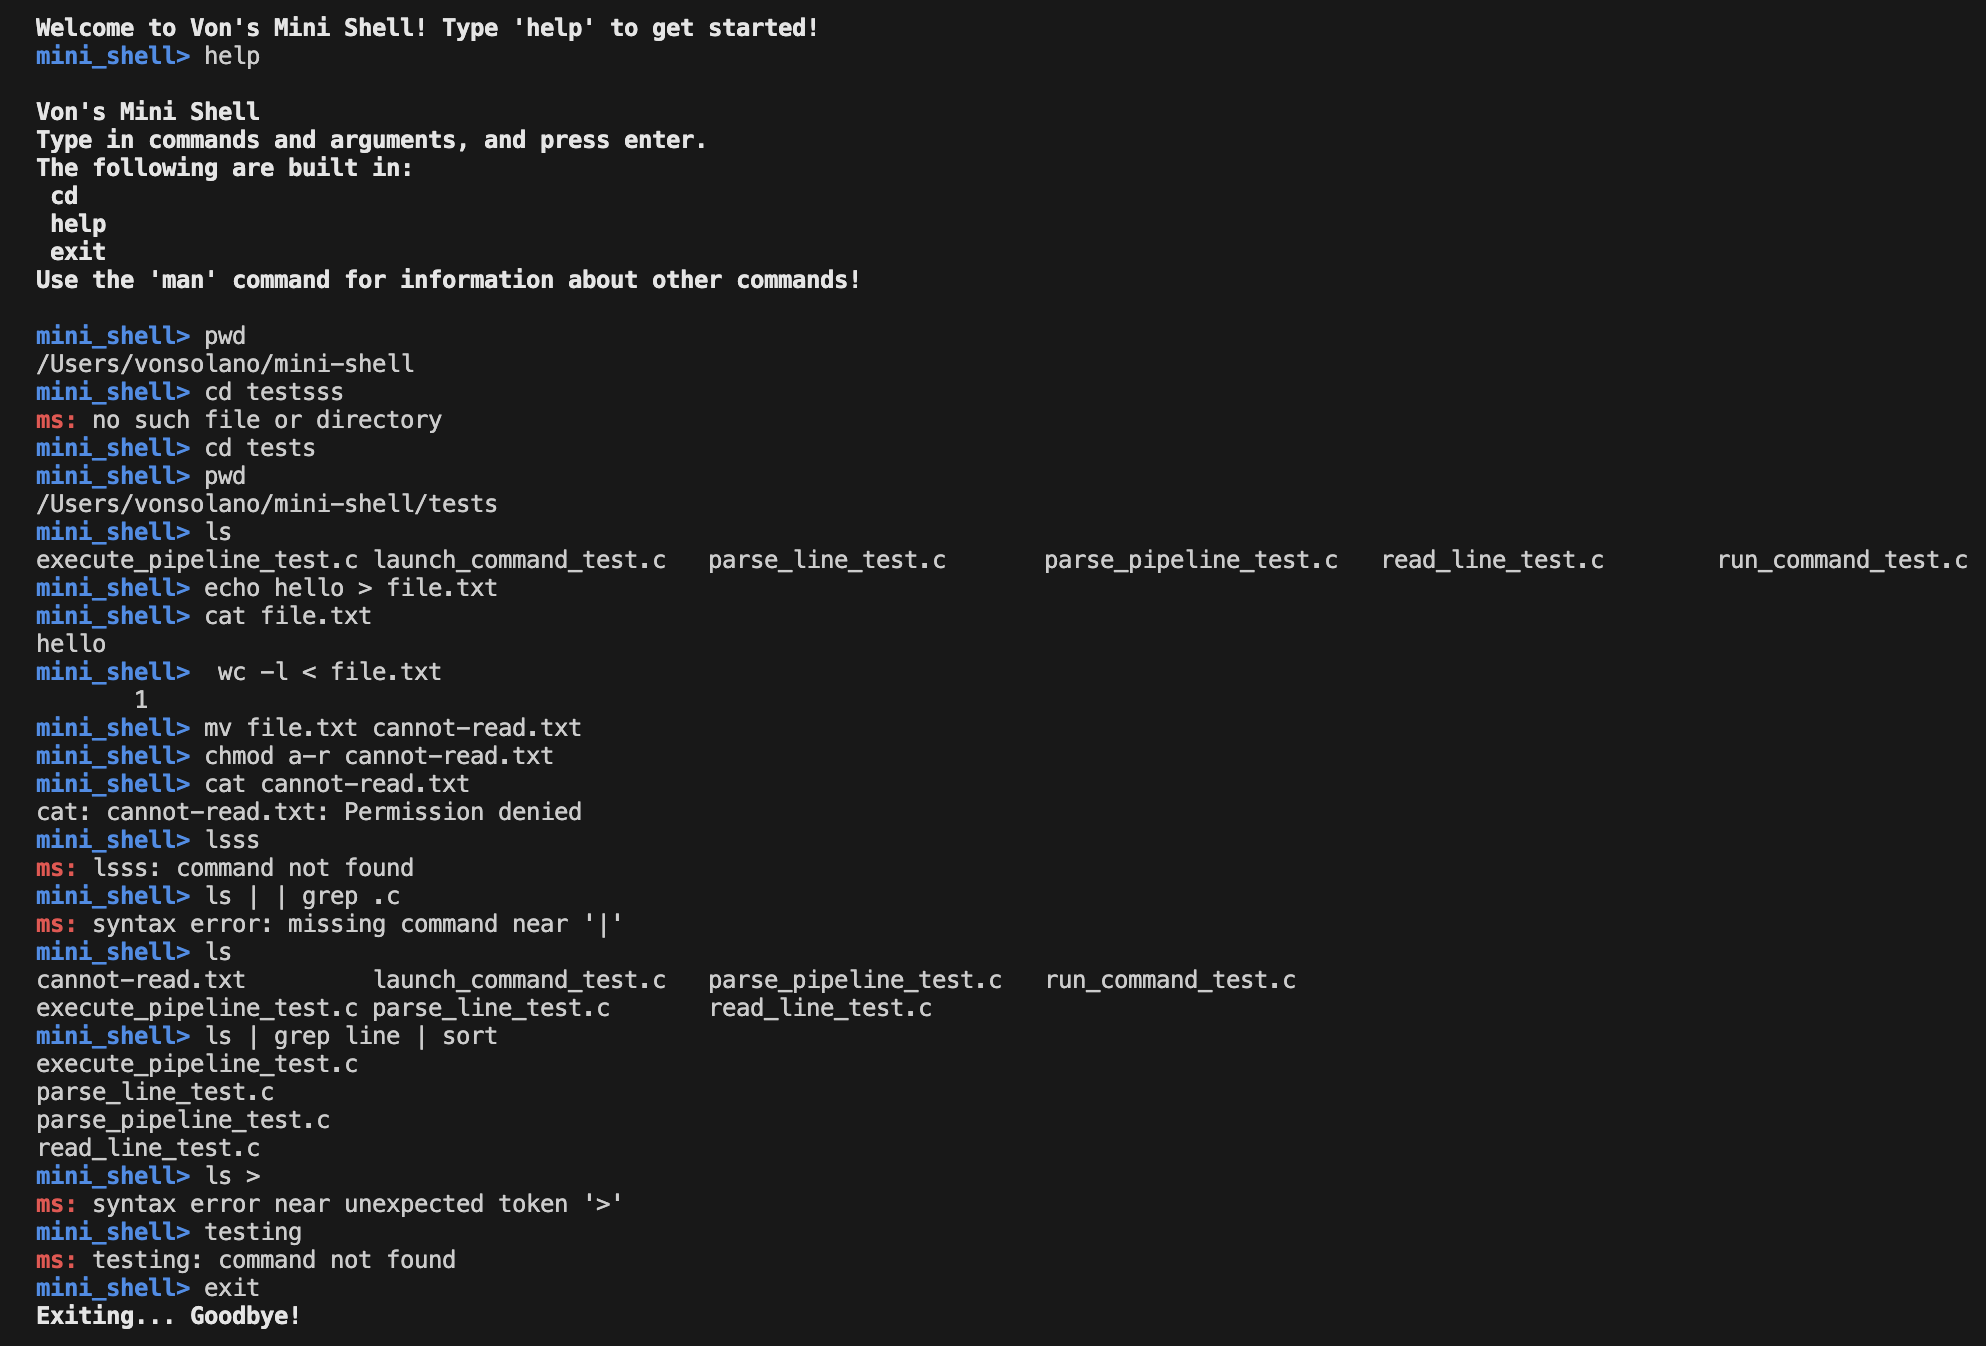 Welcome to Von's Mini Shell! Type 'help' to get started!
mini_shell> help
Von's Mini Shell
Type in commands and arguments, and press enter.
The following are built in:
 cd
 help
 exit
Use the 'man' command for information about other commands!
mini_shell> pwd
/Users/vonsolano/mini-shell
mini_shell> cd testsss
ms: no such file or directory
mini_shell> cd tests
mini_shell> pwd
/Users/vonsolano/mini-shell/tests
mini_shell> ls
execute_pipeline_test.c launch_command_test.c   parse_line_test.c       parse_pipeline_test.c   read_line_test.c        run_command_test.c
mini_shell> echo hello > file.txt
mini_shell> cat file.txt
hello
mini_shell>  wc -l < file.txt
       1
mini_shell> mv file.txt cannot-read.txt
mini_shell> chmod a-r cannot-read.txt
mini_shell> cat cannot-read.txt
cat: cannot-read.txt: Permission denied
mini_shell> lsss
ms: lsss: command not found
mini_shell> ls | | grep .c
ms: syntax error: missing command near '|'
mini_shell> ls
cannot-read.txt         launch_command_test.c   parse_pipeline_test.c   run_command_test.c
execute_pipeline_test.c parse_line_test.c       read_line_test.c
mini_shell> ls | grep line | sort
execute_pipeline_test.c
parse_line_test.c
parse_pipeline_test.c
read_line_test.c
mini_shell> ls >
ms: syntax error near unexpected token '>'
mini_shell> testing
ms: testing: command not found
mini_shell> exit
Exiting... Goodbye!